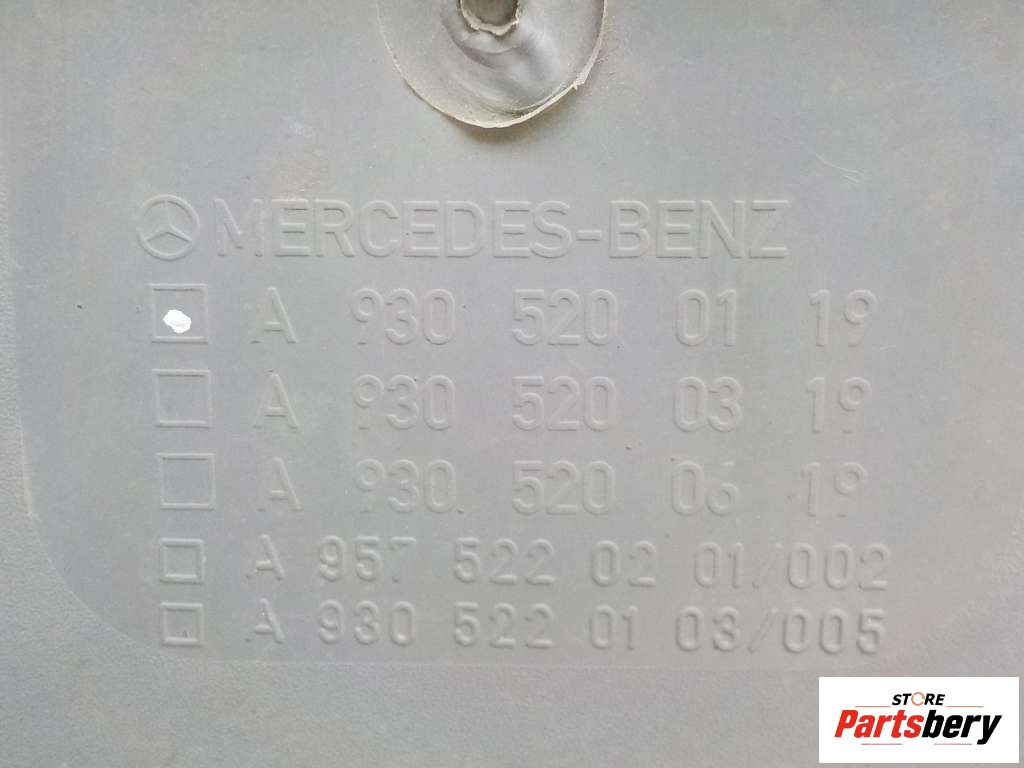 MERCEDES-BENZ
A 930 520 01 19
A 930 520 03 19
A 930 520 06 19
A 957 522 02 01/002
A 930 522 01 03/005
STORE
Partsbery